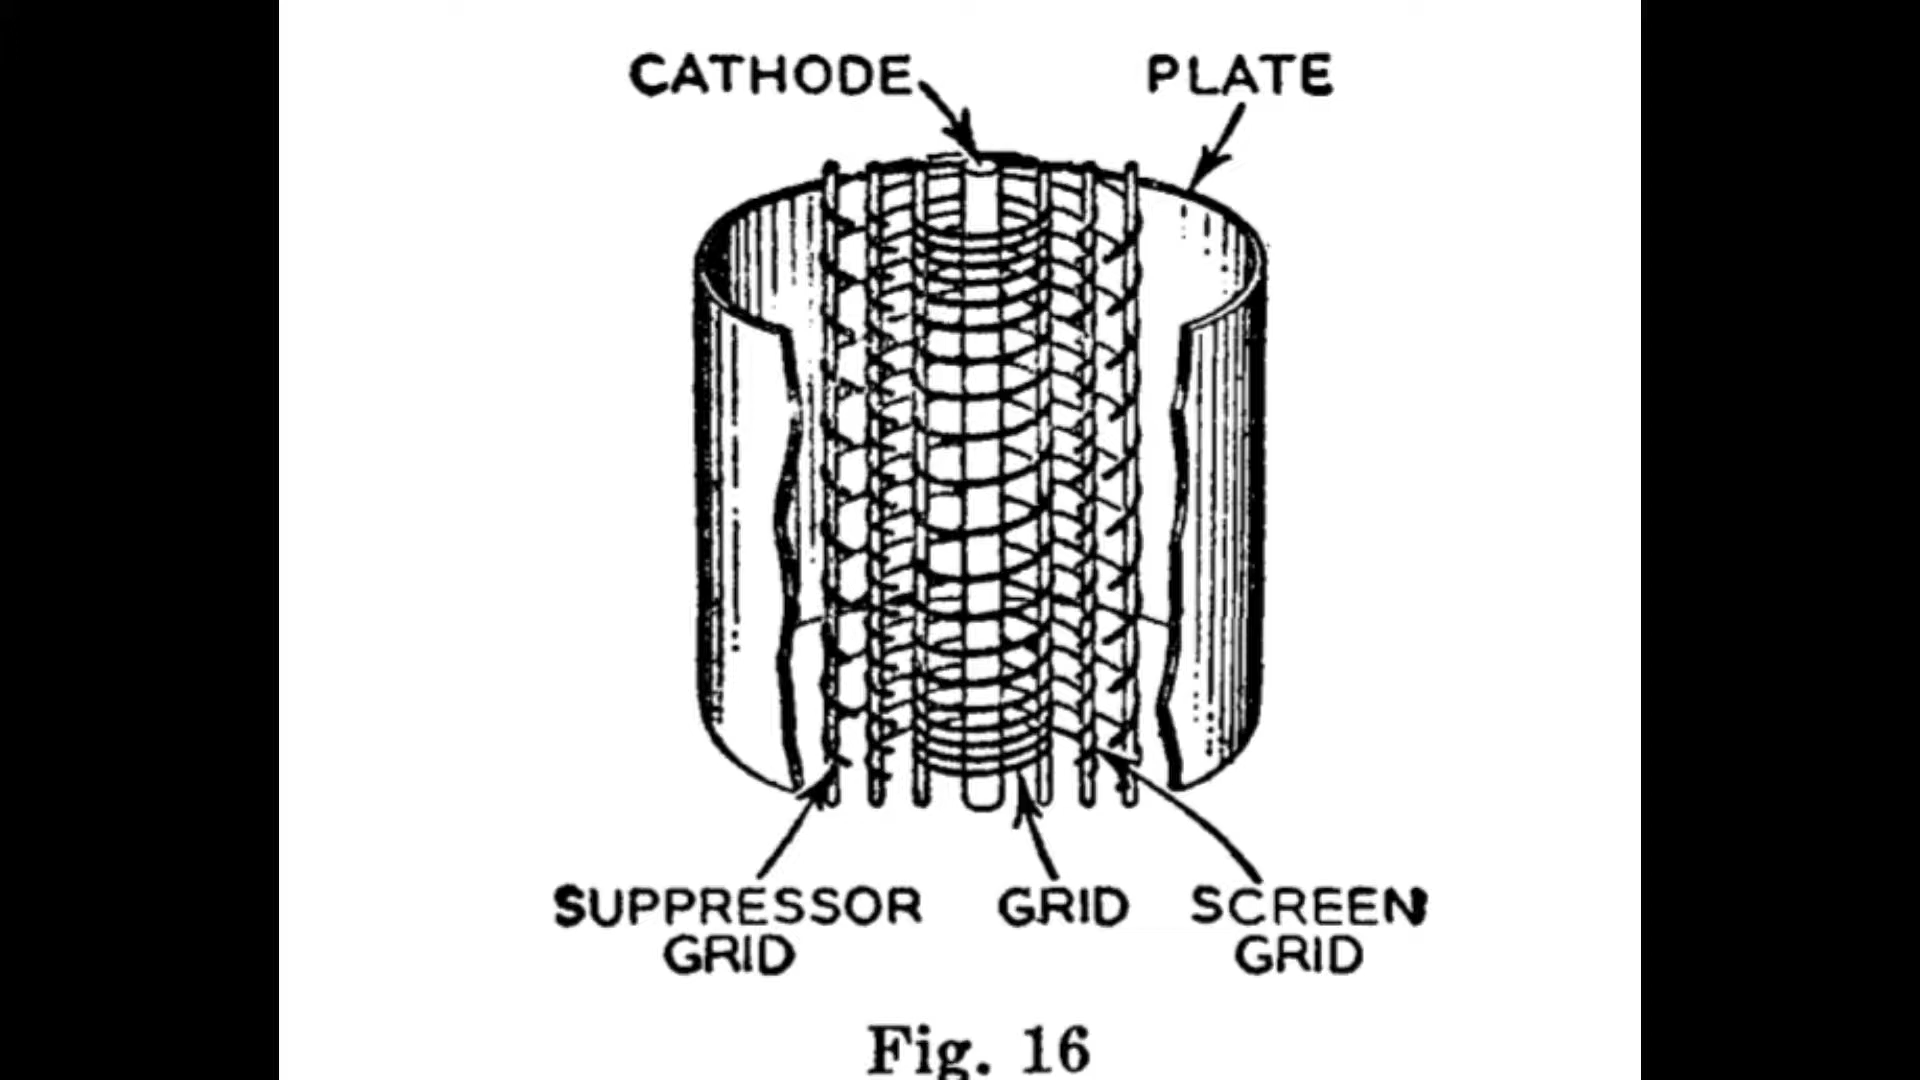 CATHODE
PLATE
SUPPRESSOR
GRID
GRID
SCREEN
GRID
Fig. 16